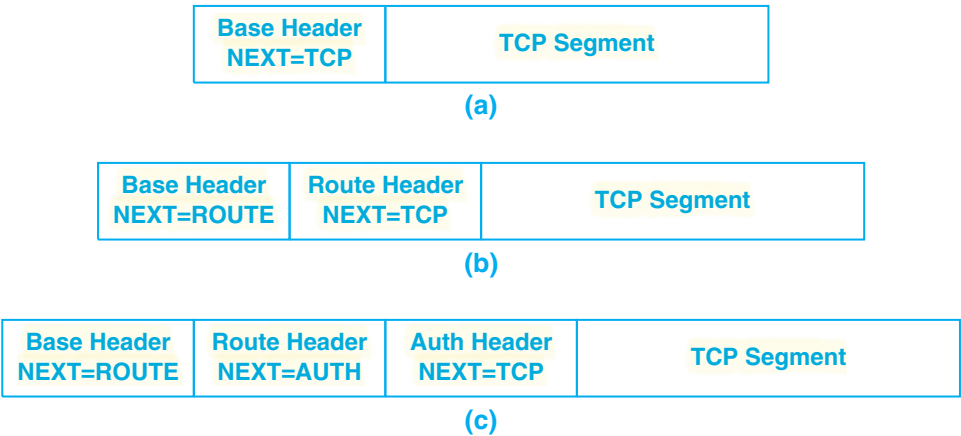 Base Header
NEXT=TCP
TCP Segment
(a)
Base Header
NEXT=ROUTE
Route Header
NEXT=TCP
TCP Segment
(b)
Base Header
NEXT=ROUTE
Route Header
NEXT=AUTH
Auth Header
NEXT=TCP
TCP Segment
(c)